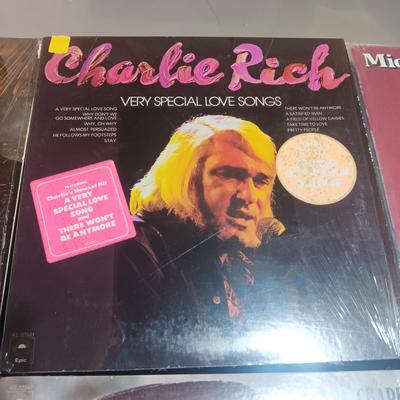 Charlie Rich
VERY SPECIAL LOVE SONGS
A VERY SPECIAL LOVE SONG
WHY DON'T WE
GO SOMEWHERE AND LOVE
WHY, OH WHY
ALMOST PERSUADED
HE FOLLOWS MY FOOTSTEPS
STAY
THERE WON'T BE ANYMORE
A SATISFIED MAN
A FIELD OF YELLOW DAISIES
TAKE TIME TO LOVE
PRETTY PEOPLE
Charlie's Newest Hit
A VERY
SPECIAL LOVE
SONG
and
THERE WON'T
BE ANYMORE
Epic
Mic